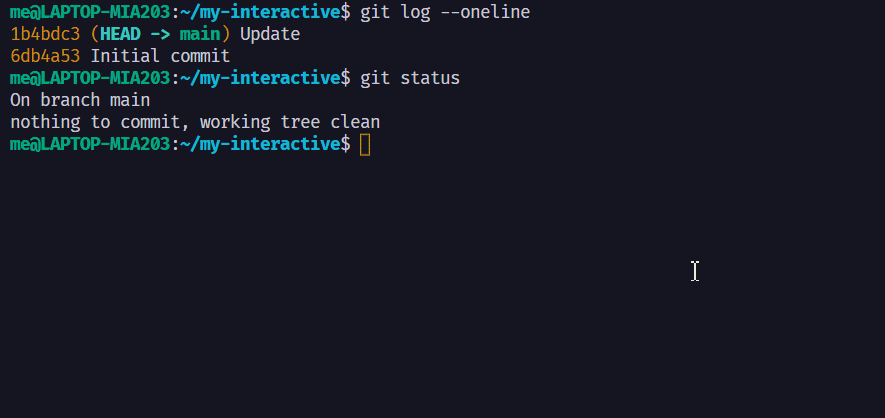 me@LAPTOP-MIA203:~/my-interactive$ git log --oneline
1b4bdc3 (HEAD -> main) Update
6db4a53 Initial commit
me@LAPTOP-MIA203:~/my-interactive$ git status
On branch main
nothing to commit, working tree clean
me@LAPTOP-MIA203:~/my-interactive$